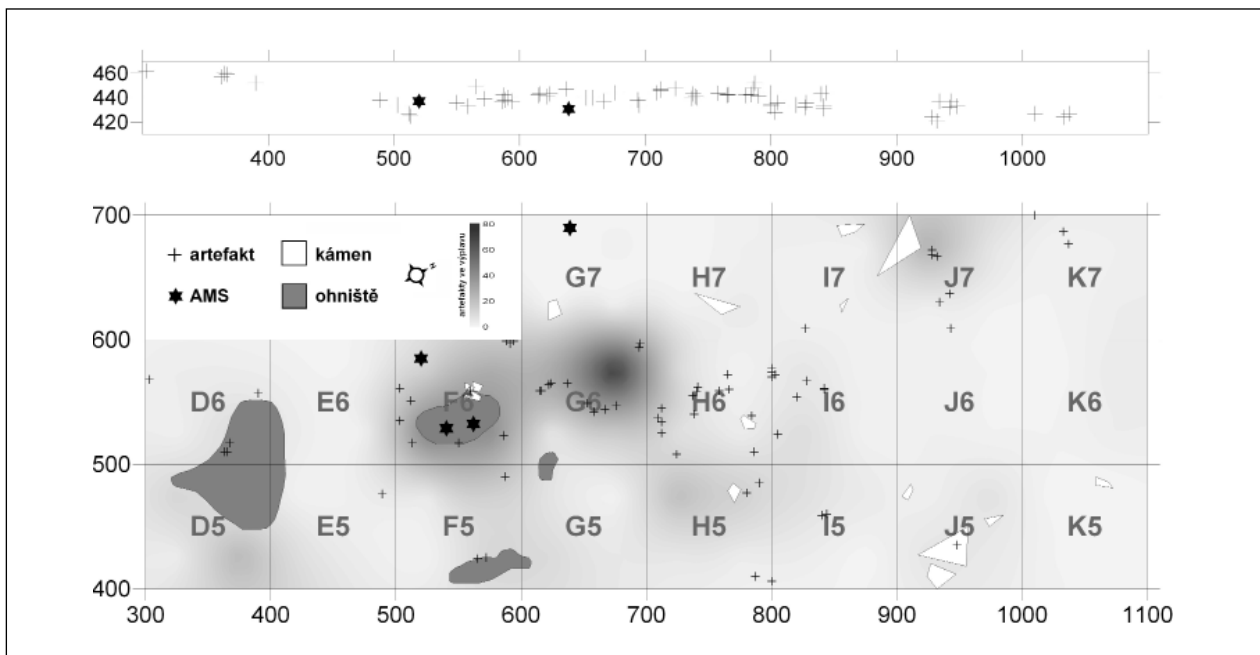 460
440
420
400 500 600 700 800 900 1000
700
600
500
400
artefakt
kámen
AMS
ohniště
N
artefakty ve výplavu
80
60
40
20
0
G7 H7 I7 J7 K7
D6 E6 F6 G6 H6 I6 J6 K6
D5 E5 F5 G5 H5 I5 J5 K5
300 400 500 600 700 800 900 1000 1100